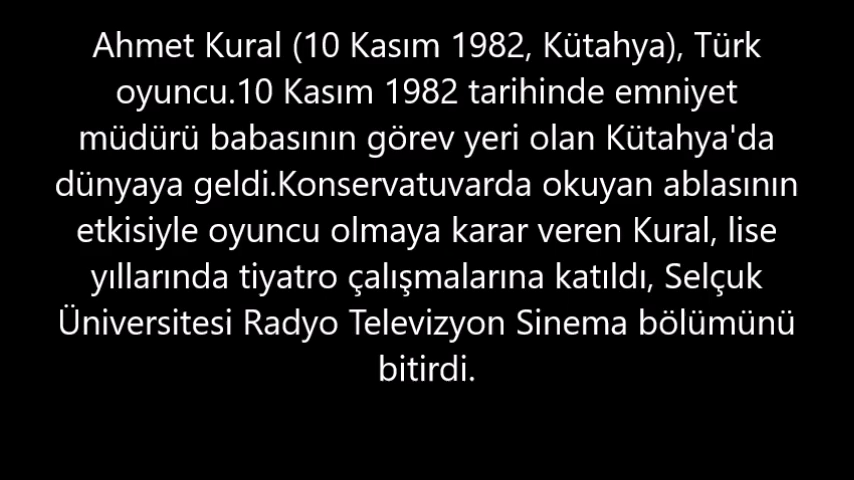 Ahmet Kural (10 Kasım 1982, Kütahya), Türk
oyuncu.10 Kasım 1982 tarihinde emniyet
müdürü babasının görev yeri olan Kütahya'da
dünyaya geldi.Konservatuvarda okuyan ablasının
etkisiyle oyuncu olmaya karar veren Kural, lise
yıllarında tiyatro çalışmalarına katıldı, Selçuk
Üniversitesi Radyo Televizyon Sinema bölümünü
bitirdi.